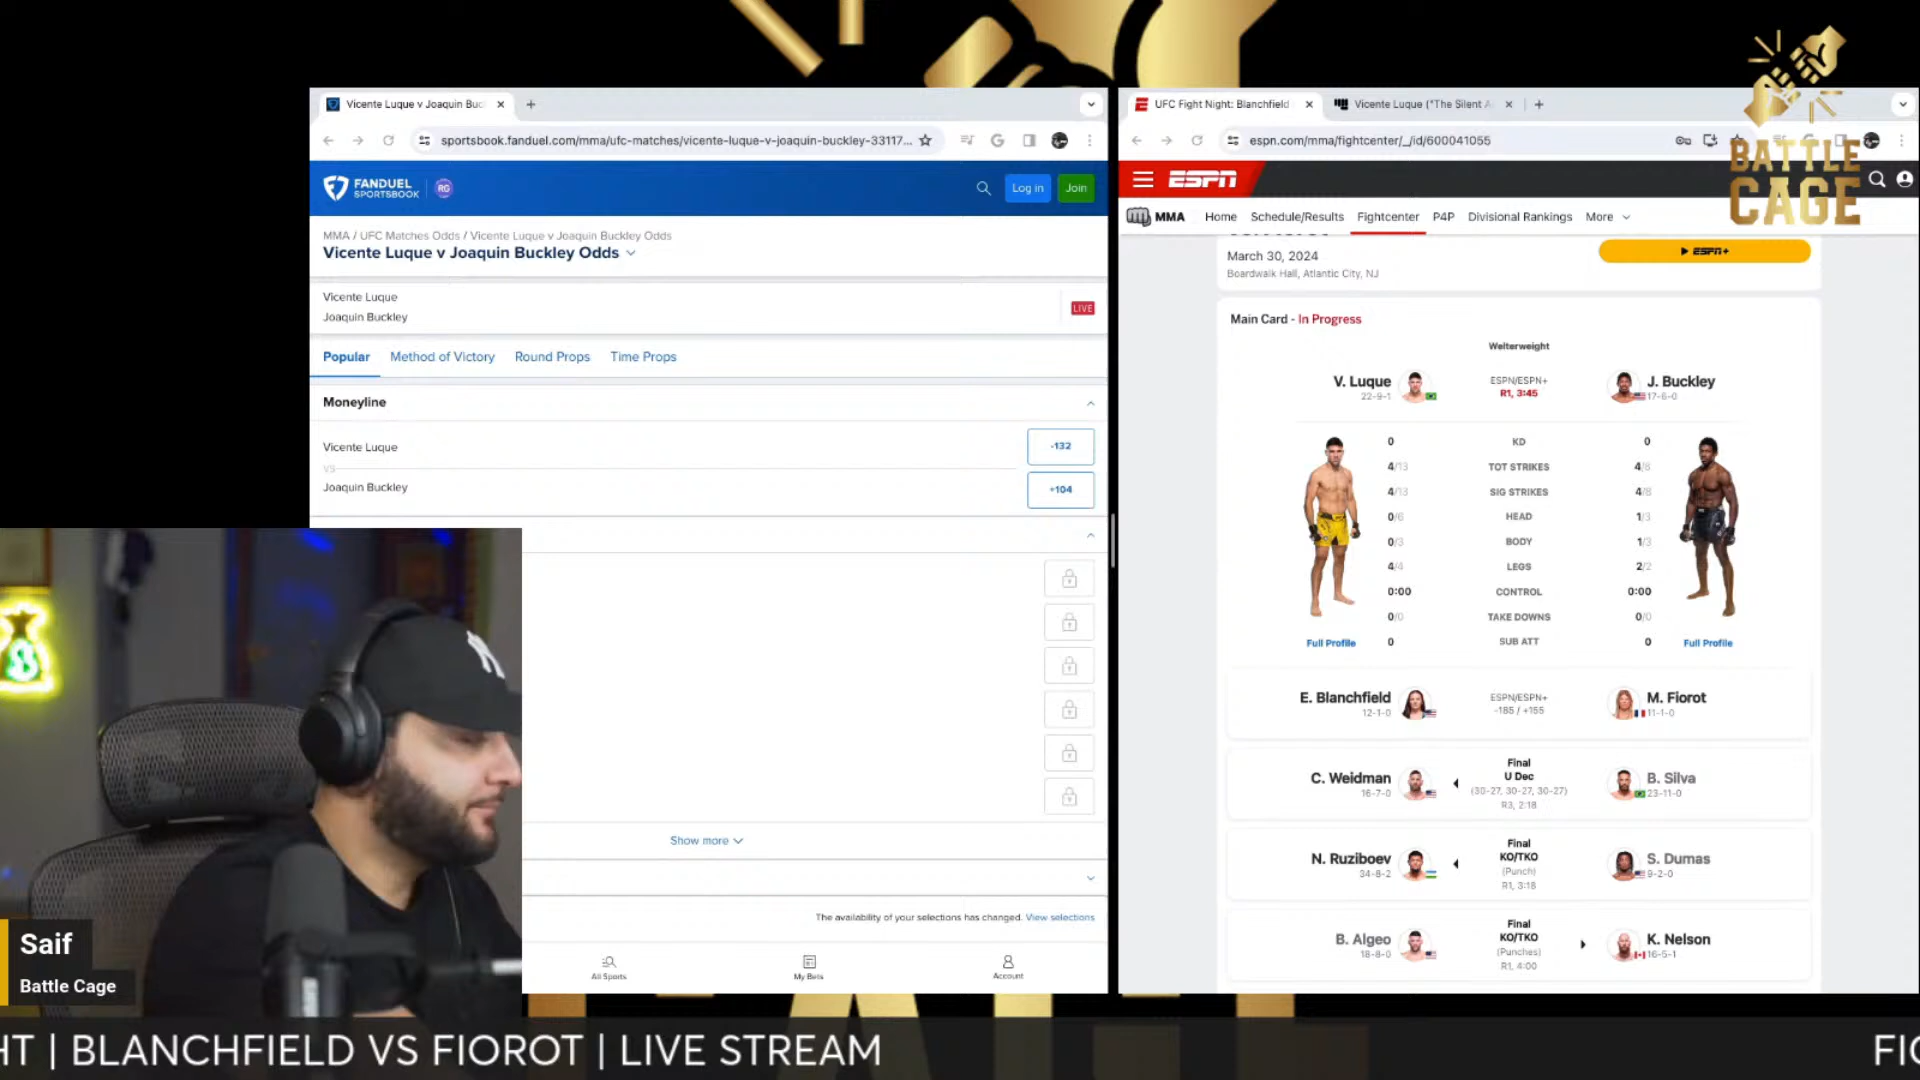 Vicente Luque v Joaquin Buc
sportsbook.fanduel.com/mma/ufc-matches/vicente-luque-v-joaquin-buckley-33117...
FANDUEL
SPORTSBOOK
RG
Log in
Join
MMA / UFC Matches Odds / Vicente Luque v Joaquin Buckley Odds
Vicente Luque v Joaquin Buckley Odds
Vicente Luque
Joaquin Buckley
LIVE
Popular
Method of Victory
Round Props
Time Props
Moneyline
Vicente Luque
-132
VS
Joaquin Buckley
+104
Show more
The availability of your selections has changed. View selections
All Sports
My Bets
Account
UFC Fight Night: Blanchfield
Vicente Luque ("The Silent A
espn.com/mma/fightcenter/_/id/600041055
ESPN
MMA
Home
Schedule/Results
Fightcenter
P4P
Divisional Rankings
More
March 30, 2024
Boardwalk Hall, Atlantic City, NJ
ESPN+
Main Card - In Progress
Welterweight
V. Luque
22-9-1
ESPN/ESPN+
R1, 3:45
J. Buckley
17-6-0
0 KD 0
4/13 TOT STRIKES 4/8
4/13 SIG STRIKES 4/8
0/6 HEAD 1/3
0/3 BODY 1/3
4/4 LEGS 2/2
0:00 CONTROL 0:00
0/0 TAKE DOWNS 0/0
0 SUB ATT 0
Full Profile
Full Profile
E. Blanchfield
12-1-0
ESPN/ESPN+
-185 / +155
M. Fiorot
11-1-0
C. Weidman
16-7-0
Final
U Dec
(30-27, 30-27, 30-27)
R3, 2:18
B. Silva
23-11-0
N. Ruziboev
34-8-2
Final
KO/TKO
(Punch)
R1, 3:18
S. Dumas
9-2-0
B. Algeo
18-8-0
Final
KO/TKO
(Punches)
R1, 4:00
K. Nelson
16-5-1
BATTLE
CAGE
Saif
Battle Cage
HT | BLANCHFIELD VS FIOROT | LIVE STREAM
FIO